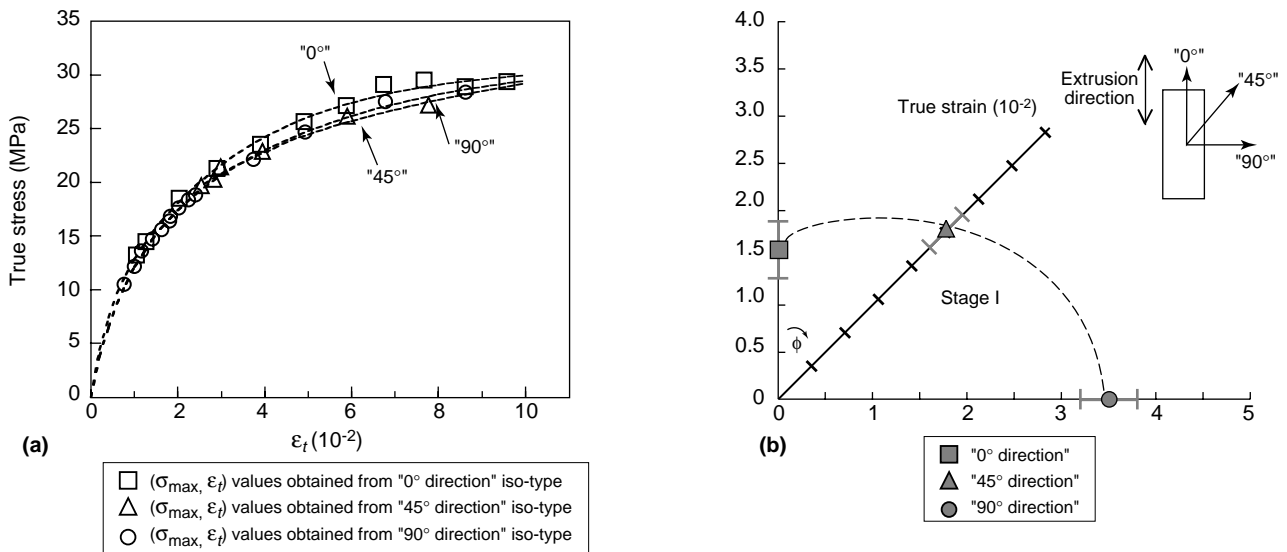 35
30
25
20
15
10
5
0
True stress (MPa)
0
2
4
6
8
10
εt (10-2)
"0°"
"45°"
"90°"
(a)
(σmax, εt) values obtained from "0° direction" iso-type
(σmax, εt) values obtained from "45° direction" iso-type
(σmax, εt) values obtained from "90° direction" iso-type
4.0
3.5
3.0
2.5
2.0
1.5
1.0
0.5
0
0
1
2
3
4
5
True strain (10-2)
Stage I
ϕ
Extrusion
direction
"0°"
"45°"
"90°"
(b)
"0° direction"
"45° direction"
"90° direction"